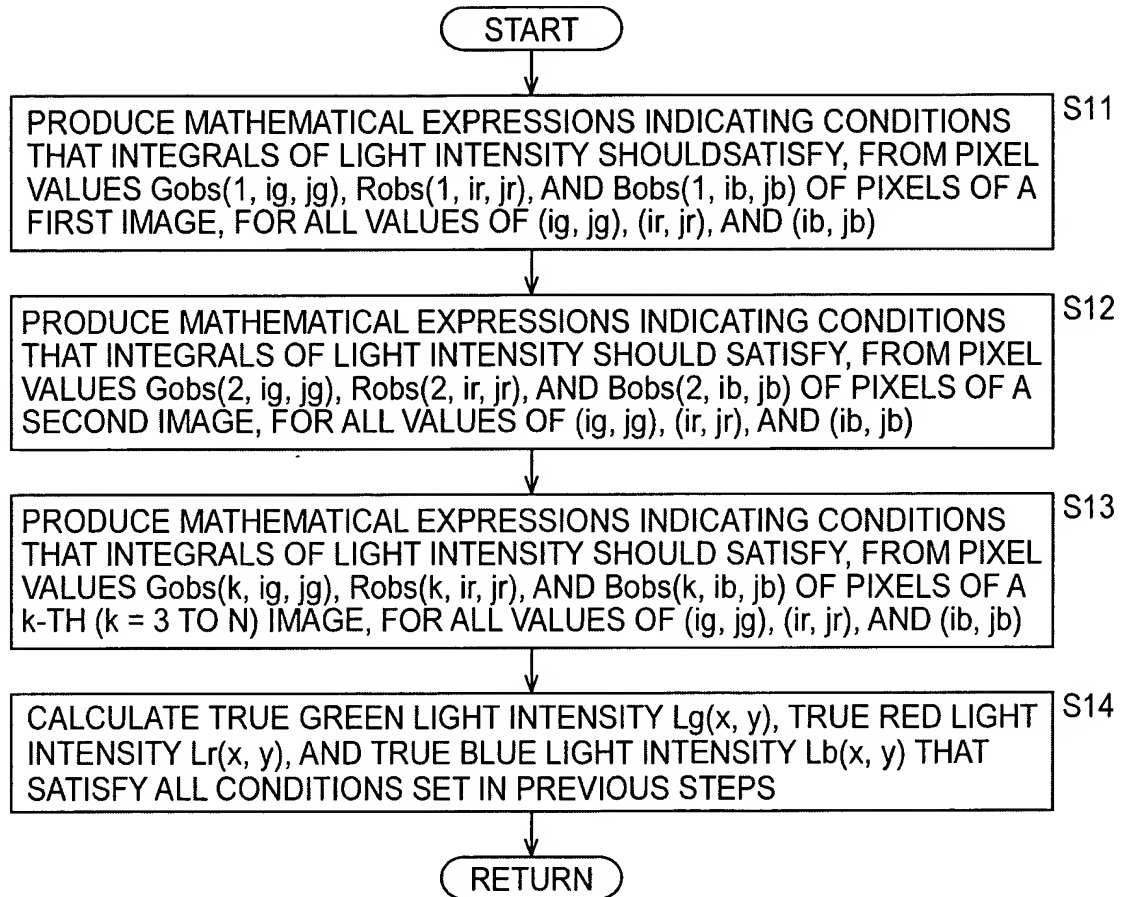 START
S11
PRODUCE MATHEMATICAL EXPRESSIONS INDICATING CONDITIONS
THAT INTEGRALS OF LIGHT INTENSITY SHOULDSATISFY, FROM PIXEL
VALUES Gobs(1, ig, jg), Robs(1, ir, jr), AND Bobs(1, ib, jb) OF PIXELS OF A
FIRST IMAGE, FOR ALL VALUES OF (ig, jg), (ir, jr), AND (ib, jb)
S12
PRODUCE MATHEMATICAL EXPRESSIONS INDICATING CONDITIONS
THAT INTEGRALS OF LIGHT INTENSITY SHOULD SATISFY, FROM PIXEL
VALUES Gobs(2, ig, jg), Robs(2, ir, jr), AND Bobs(2, ib, jb) OF PIXELS OF A
SECOND IMAGE, FOR ALL VALUES OF (ig, jg), (ir, jr), AND (ib, jb)
S13
PRODUCE MATHEMATICAL EXPRESSIONS INDICATING CONDITIONS
THAT INTEGRALS OF LIGHT INTENSITY SHOULD SATISFY, FROM PIXEL
VALUES Gobs(k, ig, jg), Robs(k, ir, jr), AND Bobs(k, ib, jb) OF PIXELS OF A
k-TH (k = 3 TO N) IMAGE, FOR ALL VALUES OF (ig, jg), (ir, jr), AND (ib, jb)
S14
CALCULATE TRUE GREEN LIGHT INTENSITY Lg(x, y), TRUE RED LIGHT
INTENSITY Lr(x, y), AND TRUE BLUE LIGHT INTENSITY Lb(x, y) THAT
SATISFY ALL CONDITIONS SET IN PREVIOUS STEPS
RETURN